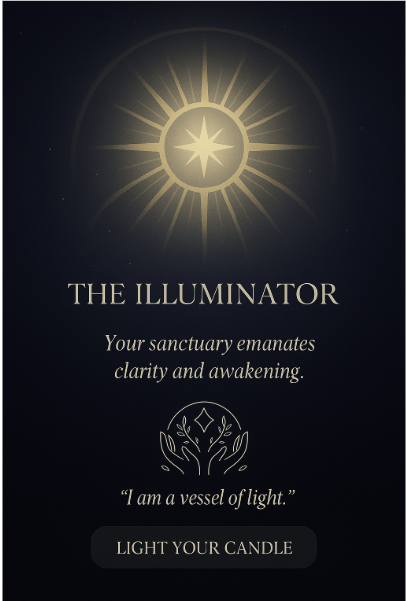 THE ILLUMINATOR
Your sanctuary emanates
clarity and awakening.
“I am a vessel of light.”
LIGHT YOUR CANDLE